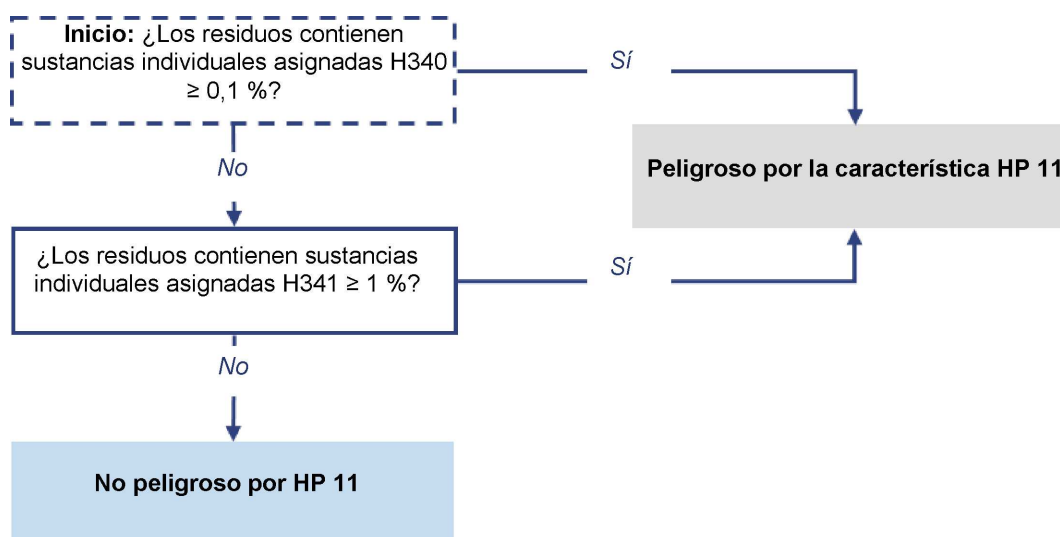 Inicio: ¿Los residuos contienen
sustancias individuales asignadas H340
≥ 0,1 %?
Sí
Peligroso por la característica HP 11
No
¿Los residuos contienen sustancias
individuales asignadas H341 ≥ 1 %?
Sí
No
No peligroso por HP 11